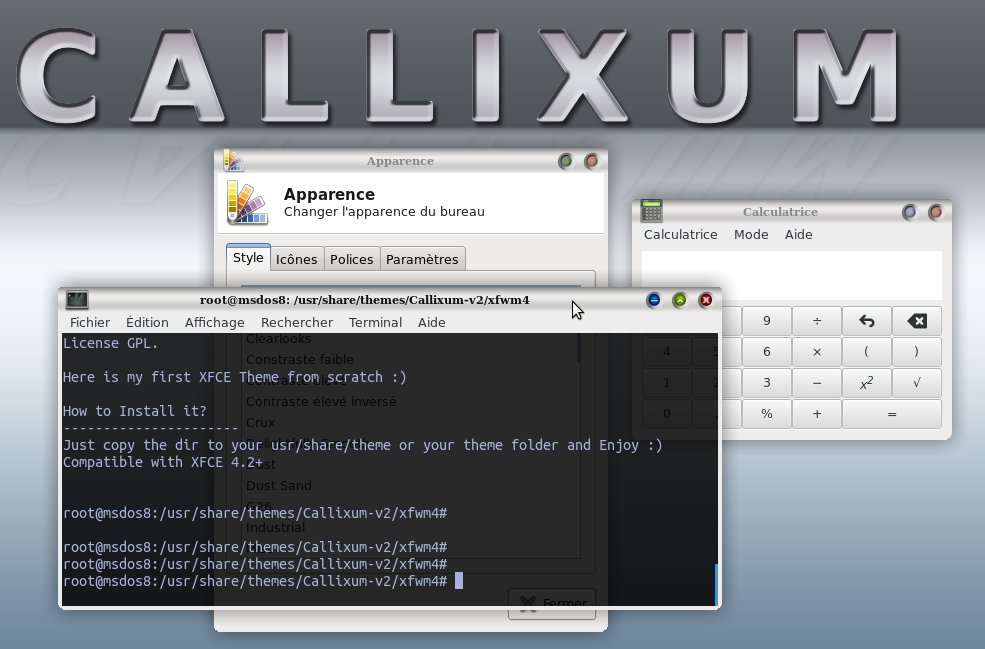 CALLIXUM
Apparence
Apparence
Changer l'apparence du bureau
Style Icônes Polices Paramètres
Calculatrice
Calculatrice Mode Aide
9 ÷ ( )
4 5 6 × ( )
1 2 3 − x² √
0 . % + =
root@msdos8: /usr/share/themes/Callixum-v2/xfwm4
Fichier Édition Affichage Rechercher Terminal Aide
License GPL.
Here is my first XFCE Theme from scratch :)
How to Install it?
----------------------
Just copy the dir to your usr/share/theme or your theme folder and Enjoy :)
Compatible with XFCE 4.2+
root@msdos8:/usr/share/themes/Callixum-v2/xfwm4#
root@msdos8:/usr/share/themes/Callixum-v2/xfwm4#
root@msdos8:/usr/share/themes/Callixum-v2/xfwm4#
root@msdos8:/usr/share/themes/Callixum-v2/xfwm4#
Clearlooks
Constraste faible
Contraste élevé inversé
Crux
Dust
Dust Sand
G26
Industrial
Fermer